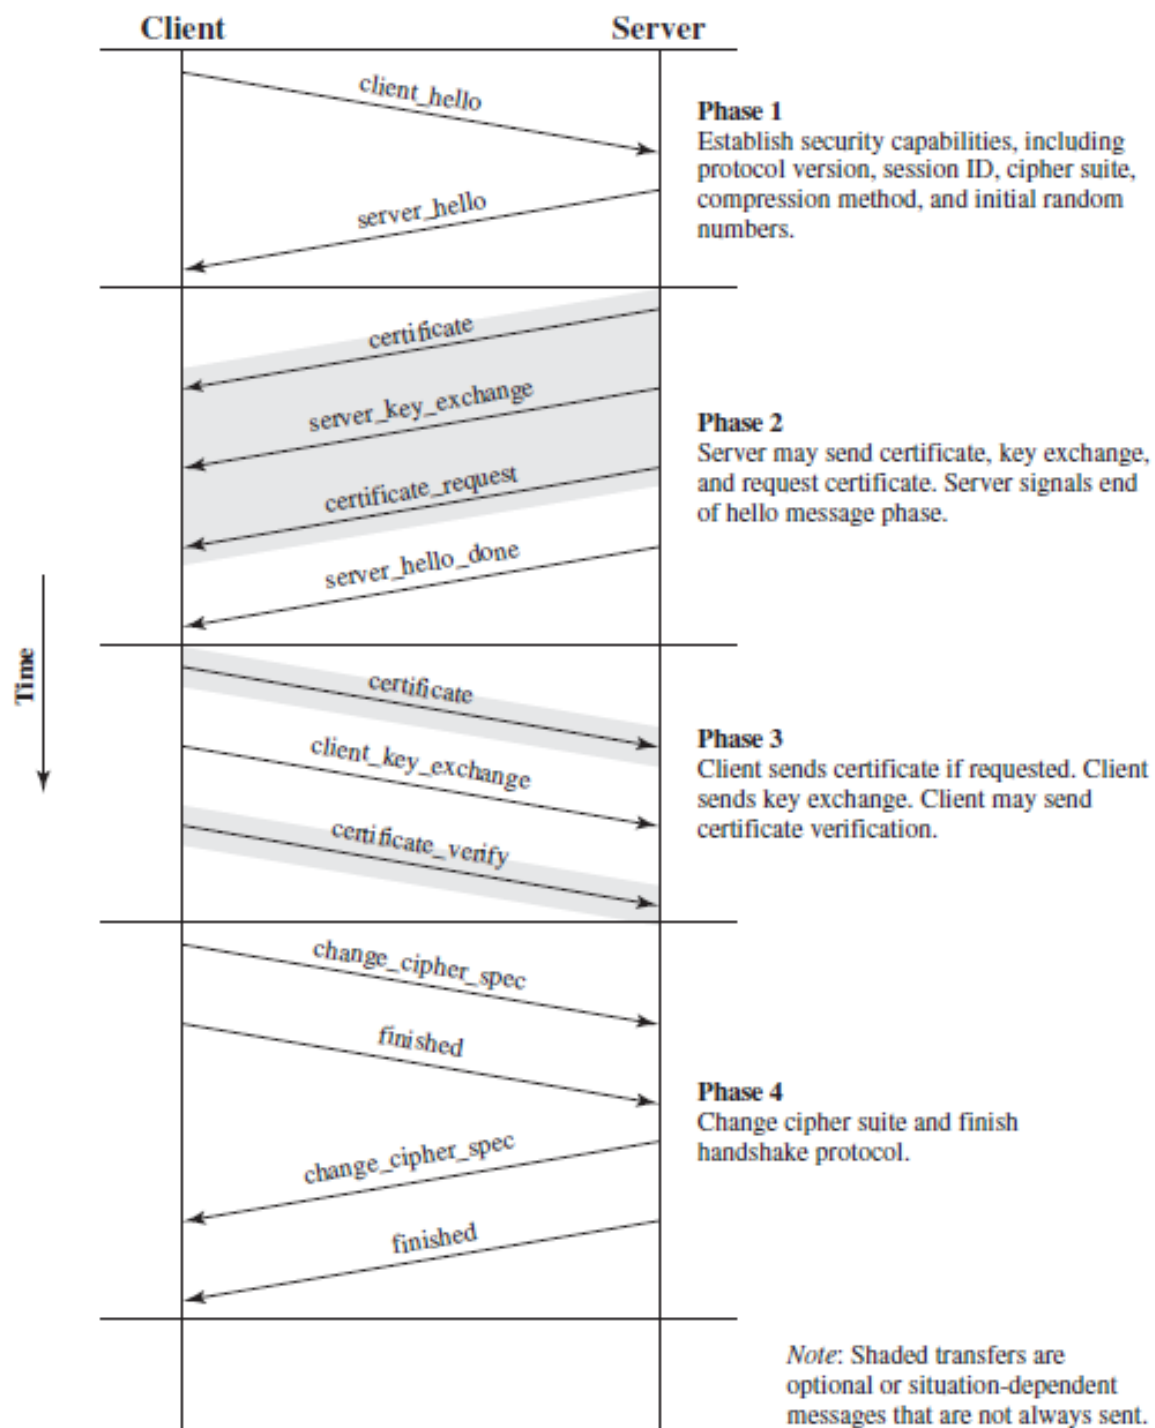 Client
Server
client_hello
Phase 1
Establish security capabilities, including
protocol version, session ID, cipher suite,
compression method, and initial random
numbers.
server_hello
certificate
server_key_exchange
Phase 2
Server may send certificate, key exchange,
and request certificate. Server signals end
of hello message phase.
certificate_request
server_hello_done
Time
certificate
client_key_exchange
Phase 3
Client sends certificate if requested. Client
sends key exchange. Client may send
certificate verification.
certificate_verify
change_cipher_spec
finished
Phase 4
Change cipher suite and finish
handshake protocol.
change_cipher_spec
finished
Note: Shaded transfers are
optional or situation-dependent
messages that are not always sent.